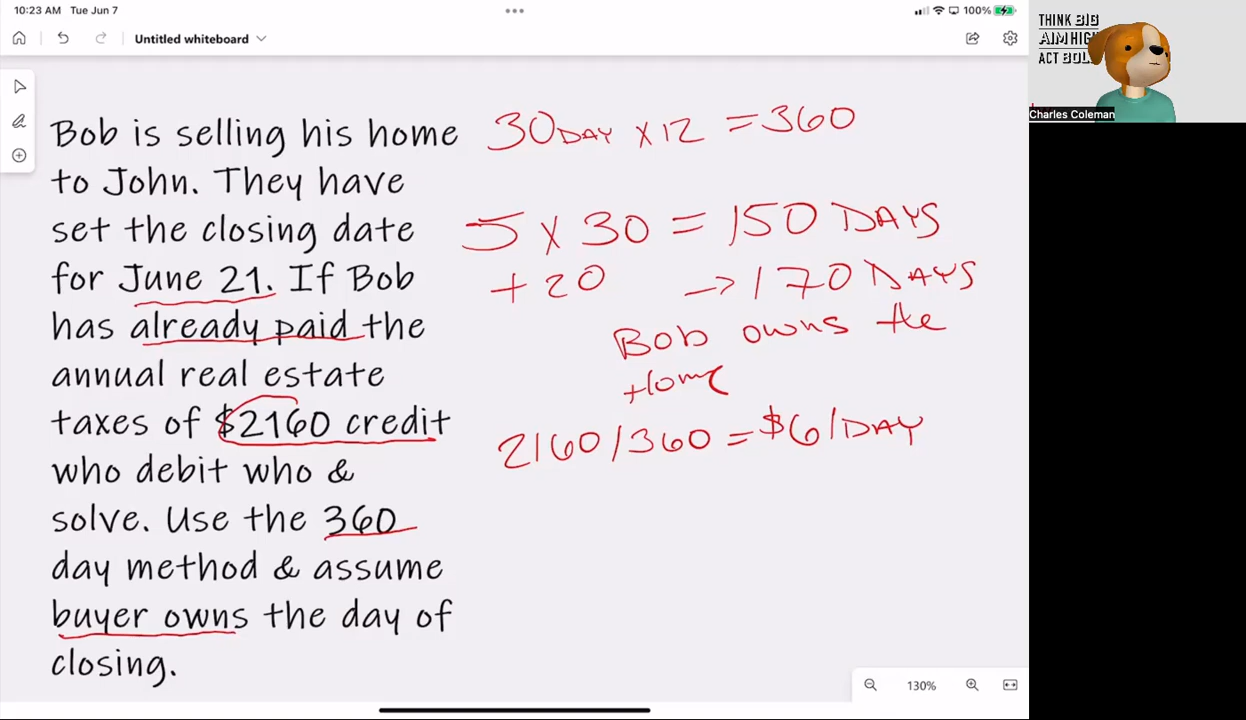 10:23 AM Tue Jun 7
100%
Untitled whiteboard
THINK BIG
AIM HIGH
ACT BOL
Charles Coleman
Bob is selling his home
to John. They have
set the closing date
for June 21. If Bob
has already paid the
annual real estate
taxes of $2160 credit
who debit who &
solve. Use the 360
day method & assume
buyer owns the day of
closing.
30DAY x 12 = 360
5 x 30 = 150 DAYS
+ 20 -> 170 DAYS
Bob owns the
Home
2160/360 = $6/DAY
130%